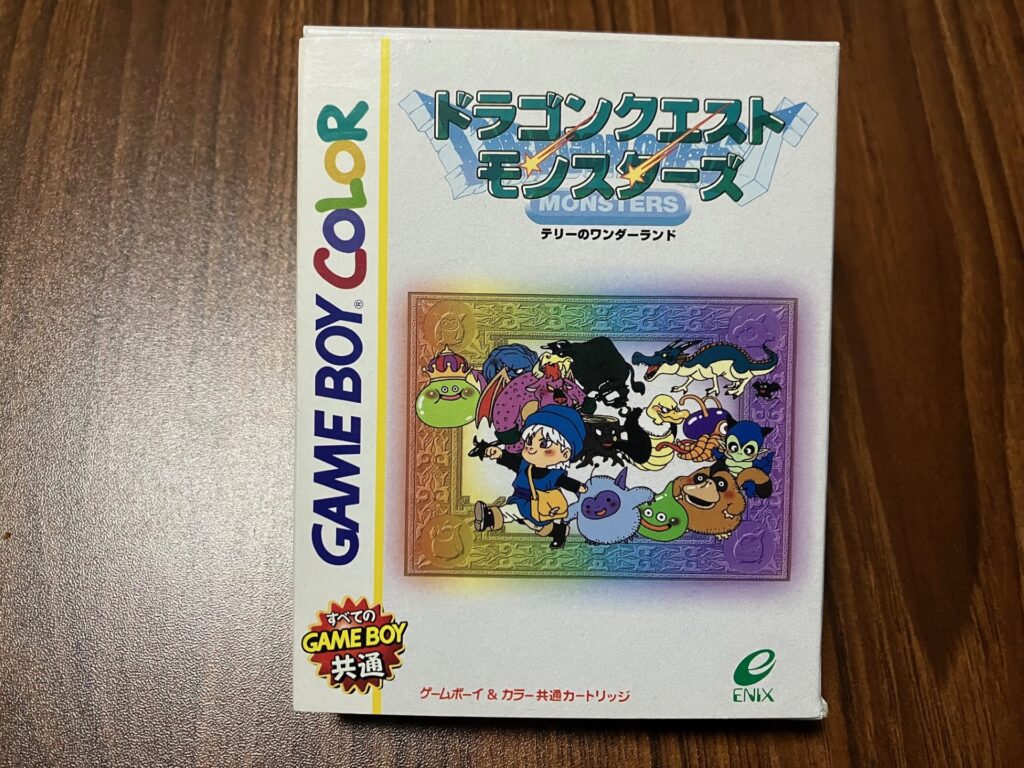 GAME BOY COLOR
ドラゴンクエスト
モンスターズ
MONSTERS
テリーのワンダーランド
すべての
GAME BOY
共通
ゲームボーイ & カラー共通カートリッジ
ENIX